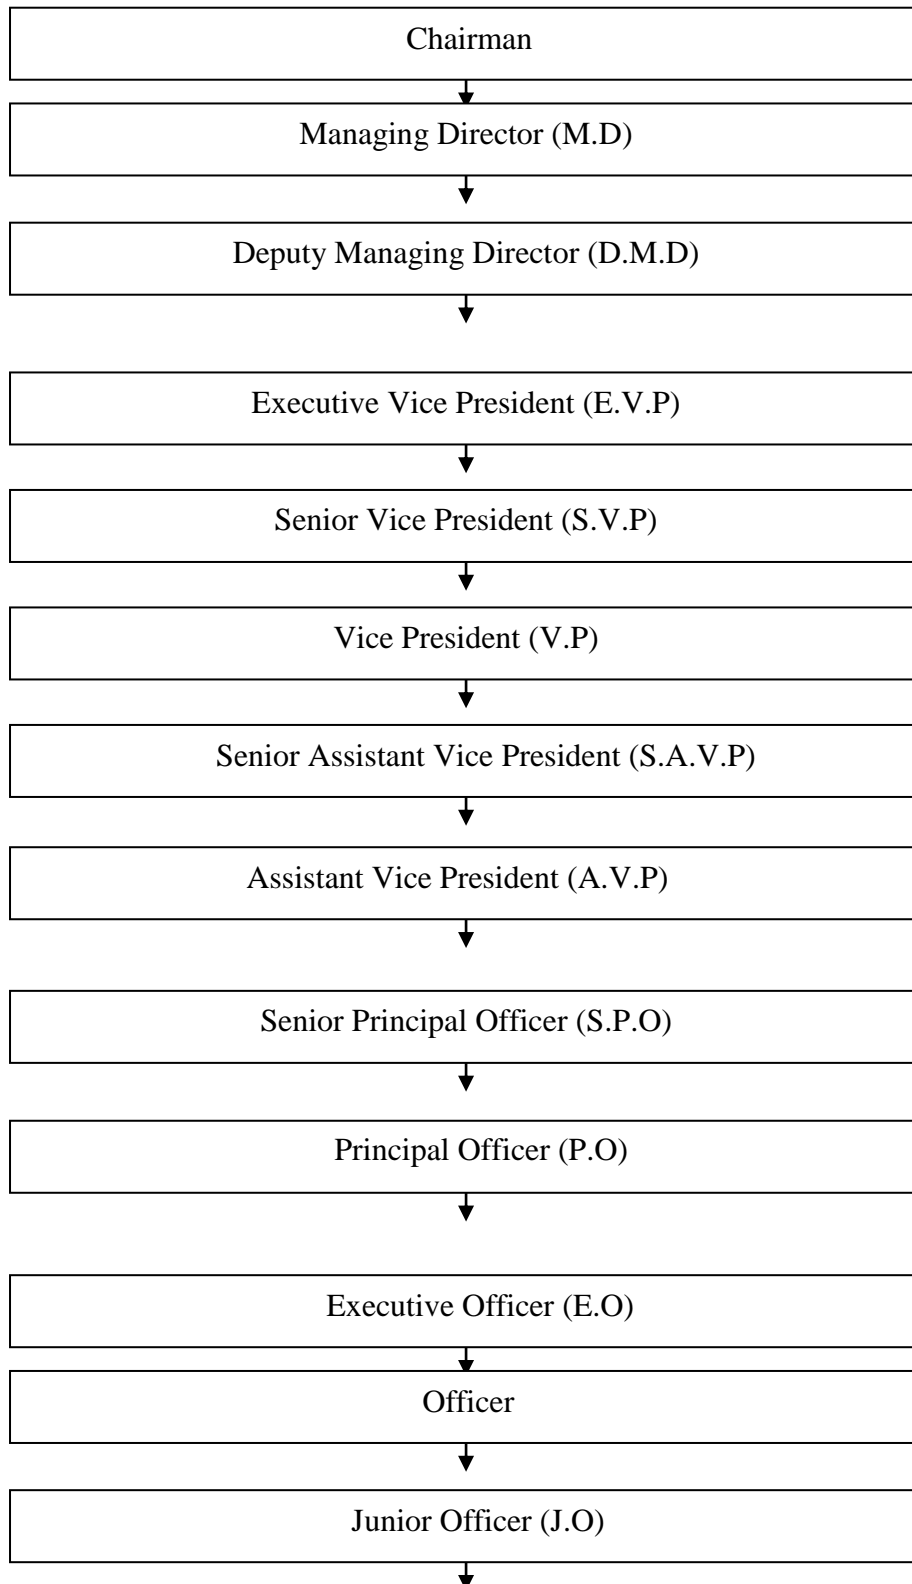 Chairman
Managing Director (M.D)
Deputy Managing Director (D.M.D)
Executive Vice President (E.V.P)
Senior Vice President (S.V.P)
Vice President (V.P)
Senior Assistant Vice President (S.A.V.P)
Assistant Vice President (A.V.P)
Senior Principal Officer (S.P.O)
Principal Officer (P.O)
Executive Officer (E.O)
Officer
Junior Officer (J.O)